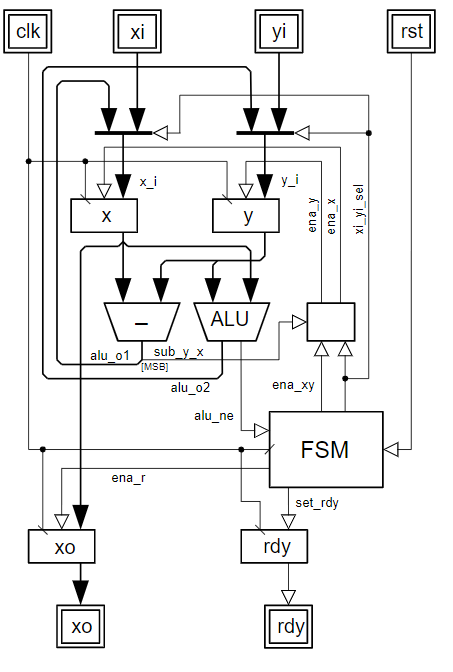 clk
xi
yi
rst
x_i
y_i
ena_y
ena_x
xi_yi_sel
x
y
–
ALU
alu_o1
sub_y_x
[MSB]
alu_o2
ena_xy
alu_ne
FSM
ena_r
set_rdy
xo
rdy
xo
rdy